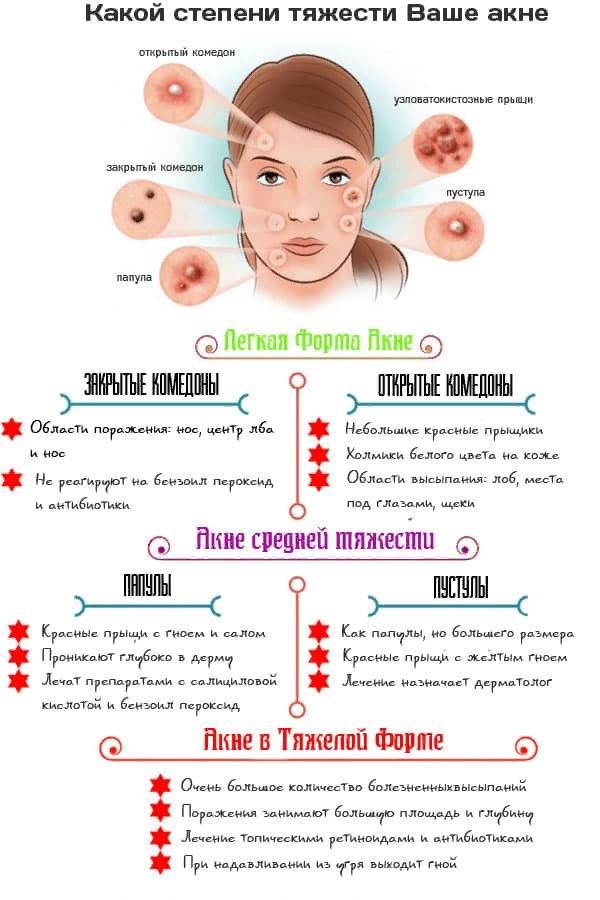 Какой степени тяжести Ваше акне
открытый комедон
узловатокистозные прыщи
закрытый комедон
пустула
папула
Легкая Форма Акне
ЗАКРЫТЫЕ КОМЕДОНЫ
Области поражения: нос, центр лба
и нос
Не реагируют на бензоил пероксид
и антибиотики
ОТКРЫТЫЕ КОМЕДОНЫ
Небольшие красные прыщики
Холмики белого цвета на коже
Области высыпания: лоб, места
под глазами, щеки
Акне средней тяжести
ПАПУЛЫ
Красные прыщи с гноем и салом
Проникают глубоко в дерму
Лечат препаратами с салициловой
кислотой и бензоил пероксид
ПУСТУЛЫ
Как папулы, но большего размера
Красные прыщи с жёлтым гноем
Лечение назначает дерматолог
Акне в Тяжелой Форме
Очень большое количество болезненныхвысыпаний
Поражения занимают большую площадь и глубину
Лечение топическими ретиноидами и антибиотиками
При надавливании из угря выходит гной